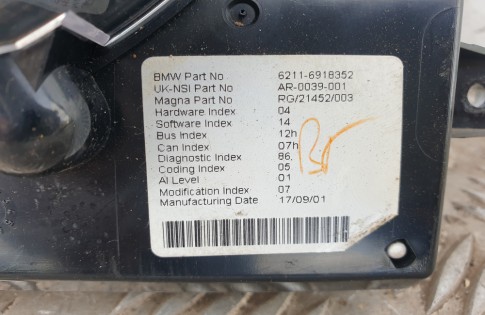 BMW Part No 6211-6918352
UK-NSI Part No AR-0039-001
Magna Part No RG/21452/003
Hardware Index 04
Software Index 14
Bus Index 12h
Can Index 07h
Diagnostic Index 86.
Coding Index 05
AI Level 01
Modification Index 07
Manufacturing Date 17/09/01